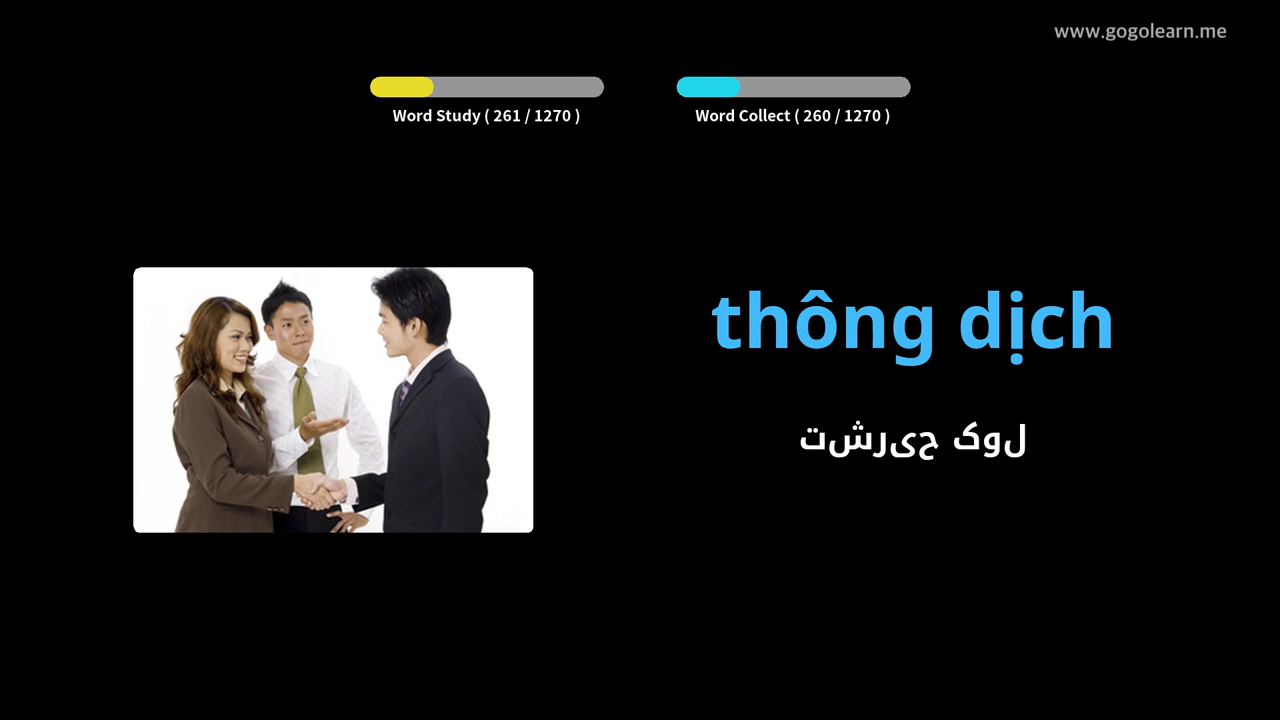 www.gogolearn.me
Word Study ( 261 / 1270 )
Word Collect ( 260 / 1270 )
thông dịch
تشریح کول